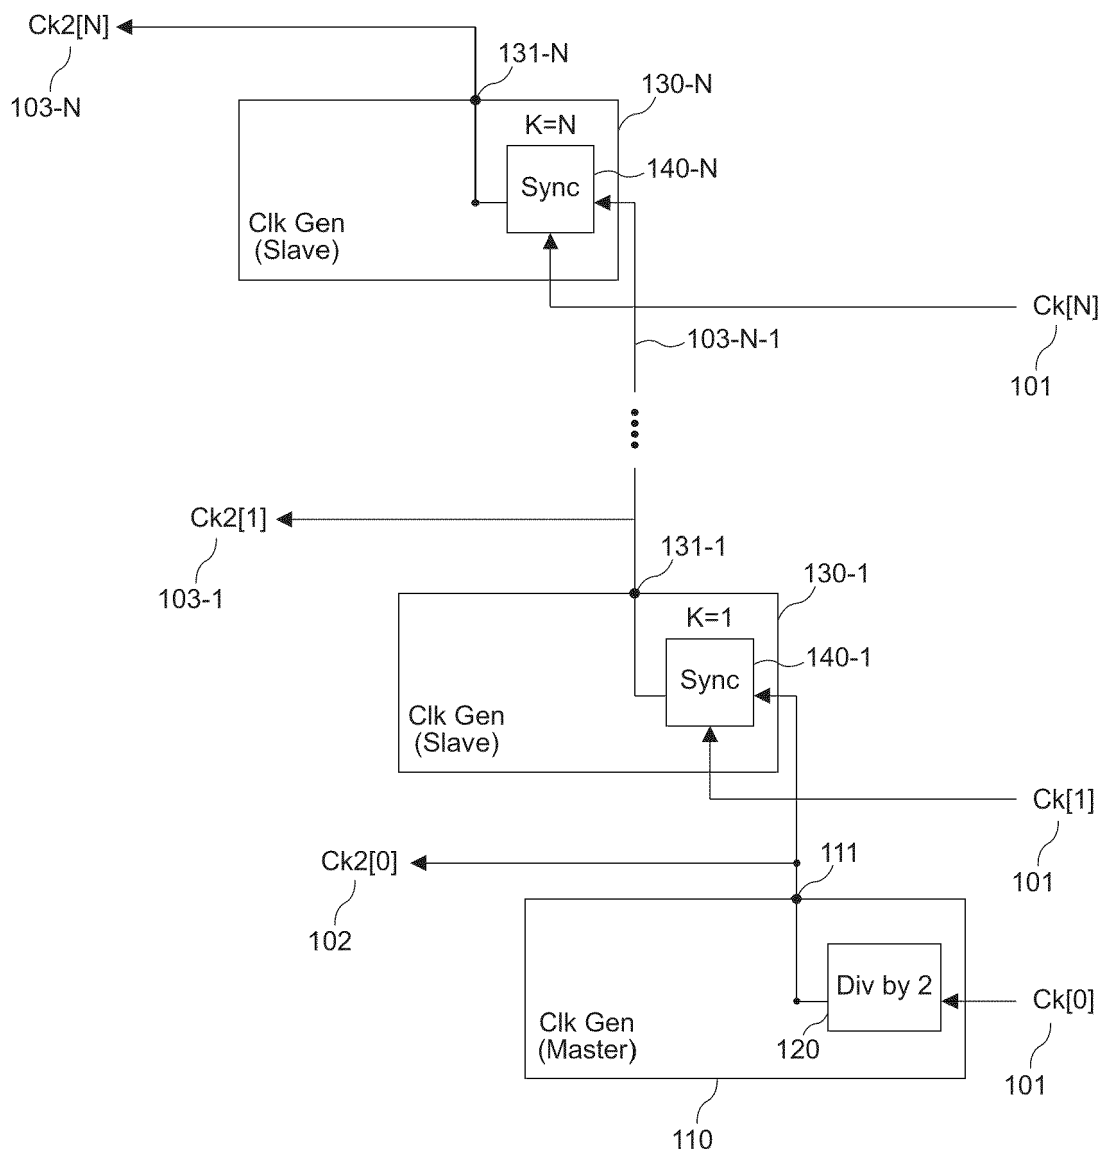 Ck2[N]
131-N
130-N
103-N
K=N
140-N
Sync
Clk Gen
(Slave)
Ck[N]
103-N-1
101
Ck2[1]
131-1
130-1
103-1
K=1
140-1
Sync
Clk Gen
(Slave)
Ck[1]
111
Ck2[0]
101
102
Div by 2
Ck[0]
Clk Gen
(Master)
120
101
110